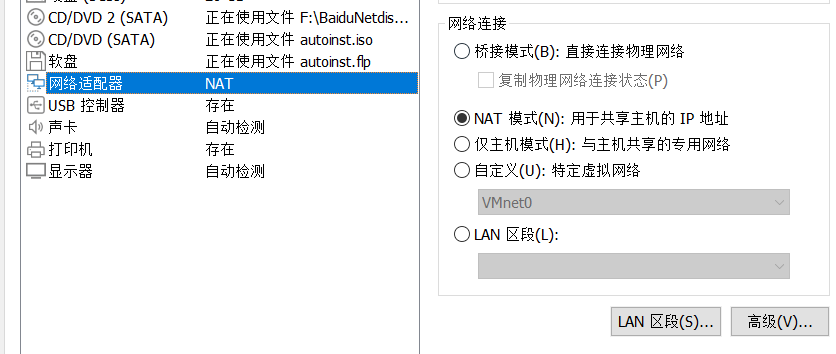 CD/DVD 2 (SATA) 正在使用文件 F:\BaiduNetdis...
CD/DVD (SATA) 正在使用文件 autoinst.iso
软盘 正在使用文件 autoinst.flp
网络适配器 NAT
USB 控制器 存在
声卡 自动检测
打印机 存在
显示器 自动检测
网络连接
桥接模式(B): 直接连接物理网络
复制物理网络连接状态(P)
NAT 模式(N): 用于共享主机的 IP 地址
仅主机模式(H): 与主机共享的专用网络
自定义(U): 特定虚拟网络
VMnet0
LAN 区段(L):
LAN 区段(S)... 高级(V)...